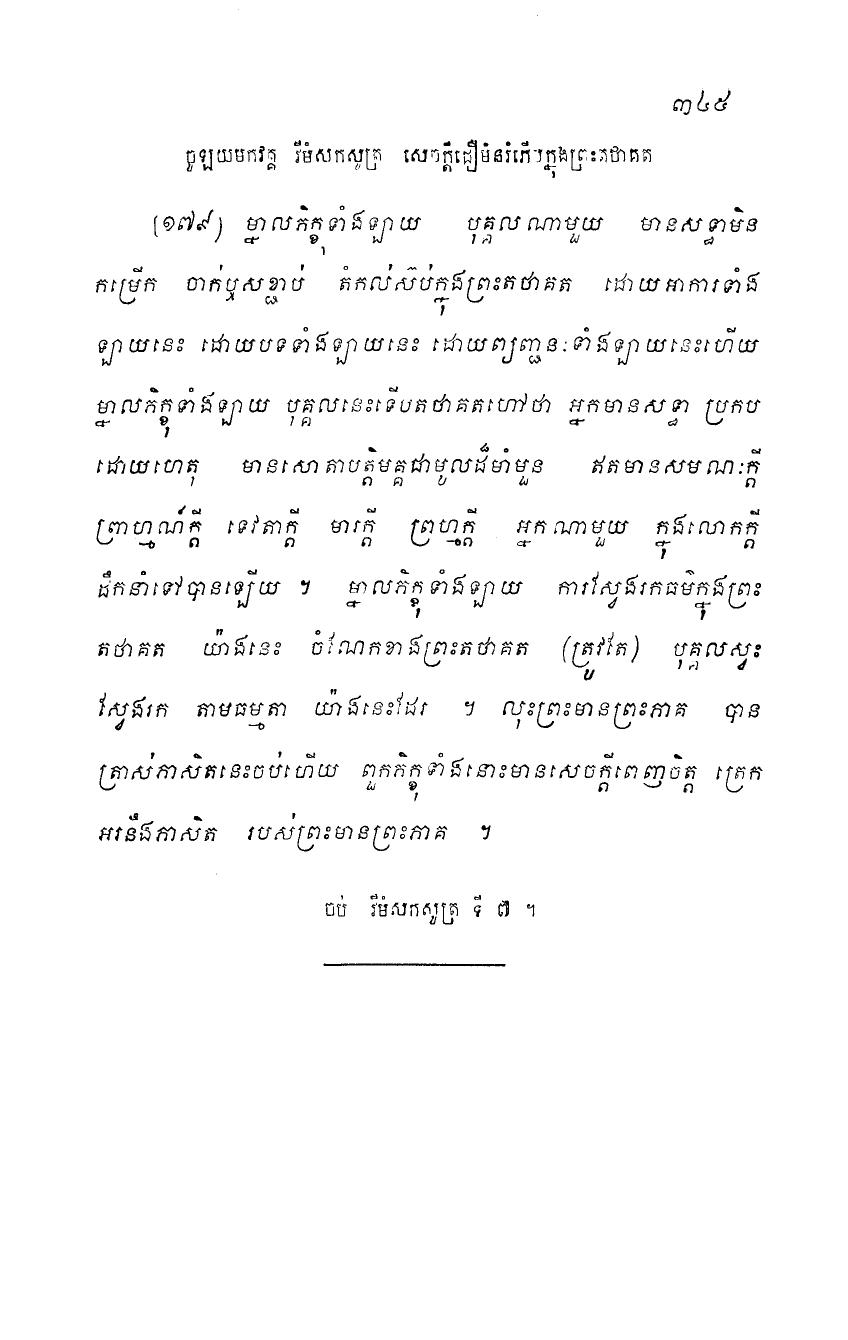 ៣៤៥
ចូឡយមកវគ្គ វីមំសកសូត្រ សេចក្តីជឿមិនរំភើបក្នុងព្រះតថាគត
(១៧៩) ម្នាលភិក្ខុទាំងឡាយ បុគ្គលណាមួយ មានសទ្ធាមិន
កម្រើក ចាក់ឫសខ្ជាប់ តំកល់ស៊ប់ក្នុងព្រះតថាគត ដោយអាការទាំង
ឡាយនេះ ដោយបទទាំងឡាយនេះ ដោយព្យញ្ជនៈទាំងឡាយនេះហើយ
ម្នាលភិក្ខុទាំងឡាយ បុគ្គលនេះទើបតថាគតហៅថា អ្នកមានសទ្ធា ប្រកប
ដោយហេតុ មានសោតាបត្តិមគ្គជាមូលដ៏មាំមួន ឥតមានសមណៈក្តី
ព្រាហ្មណ៍ក្តី ទេវតាក្តី មារក្តី ព្រហ្មក្តី អ្នកណាមួយ ក្នុងលោកក្តី
ដឹកនាំទៅបានឡើយ ។ ម្នាលភិក្ខុទាំងឡាយ ការស្វែងរកធម៌ក្នុងព្រះ
តថាគត យ៉ាងនេះ ចំណែកខាងព្រះតថាគត (ត្រូវតែ) បុគ្គលស្វះ
ស្វែងរក តាមធម្មតា យ៉ាងនេះដែរ ។ លុះព្រះមានព្រះភាគ បាន
ត្រាស់ភាសិតនេះចប់ហើយ ពួកភិក្ខុទាំងនោះមានសេចក្តីពេញចិត្ត ត្រេក
អរនឹងភាសិត របស់ព្រះមានព្រះភាគ ។
ចប់ វីមំសកសូត្រ ទី ៧ ។